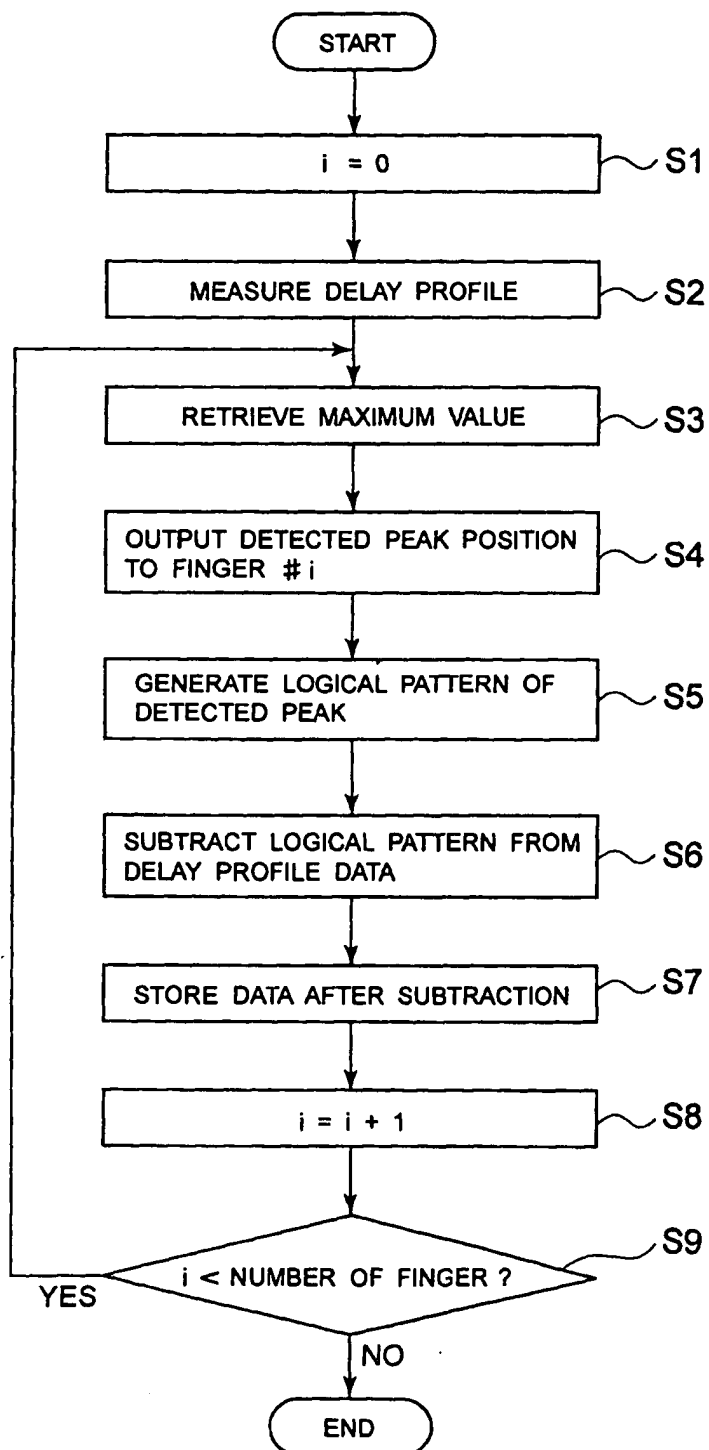 START
i = 0
S1
MEASURE DELAY PROFILE
S2
RETRIEVE MAXIMUM VALUE
S3
OUTPUT DETECTED PEAK POSITION
TO FINGER # i
S4
GENERATE LOGICAL PATTERN OF
DETECTED PEAK
S5
SUBTRACT LOGICAL PATTERN FROM
DELAY PROFILE DATA
S6
STORE DATA AFTER SUBTRACTION
S7
i = i + 1
S8
i < NUMBER OF FINGER ?
S9
YES
NO
END